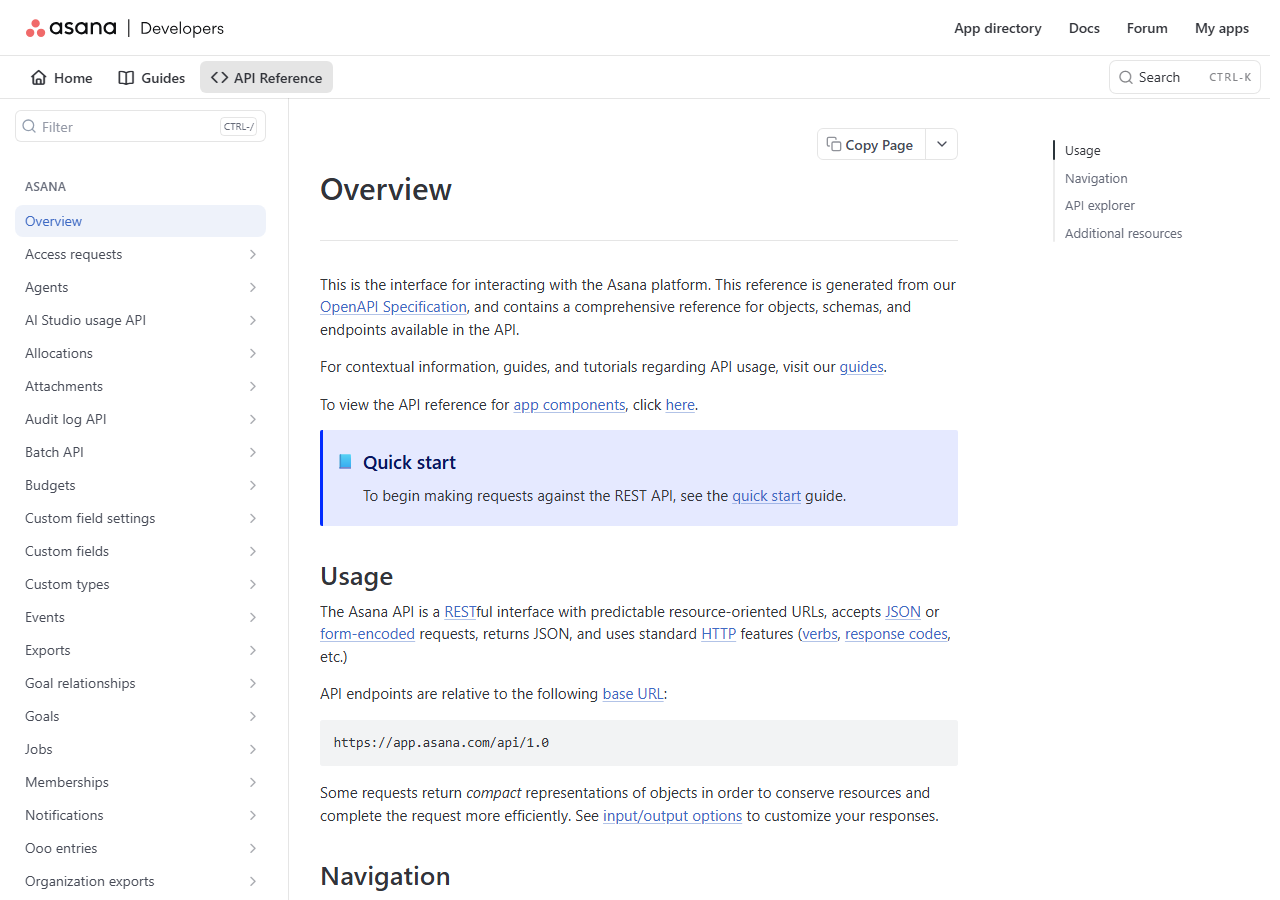 asana | Developers
App directory
Docs
Forum
My apps
Home
Guides
API Reference
Search
CTRL-K
Filter
CTRL-/
ASANA
Overview
Access requests
Agents
AI Studio usage API
Allocations
Attachments
Audit log API
Batch API
Budgets
Custom field settings
Custom fields
Custom types
Events
Exports
Goal relationships
Goals
Jobs
Memberships
Notifications
Ooo entries
Organization exports
Copy Page
Overview
This is the interface for interacting with the Asana platform. This reference is generated from our
OpenAPI Specification, and contains a comprehensive reference for objects, schemas, and
endpoints available in the API.
For contextual information, guides, and tutorials regarding API usage, visit our guides.
To view the API reference for app components, click here.
Quick start
To begin making requests against the REST API, see the quick start guide.
Usage
The Asana API is a RESTful interface with predictable resource-oriented URLs, accepts JSON or
form-encoded requests, returns JSON, and uses standard HTTP features (verbs, response codes,
etc.)
API endpoints are relative to the following base URL:
https://app.asana.com/api/1.0
Some requests return compact representations of objects in order to conserve resources and
complete the request more efficiently. See input/output options to customize your responses.
Navigation
Usage
Navigation
API explorer
Additional resources